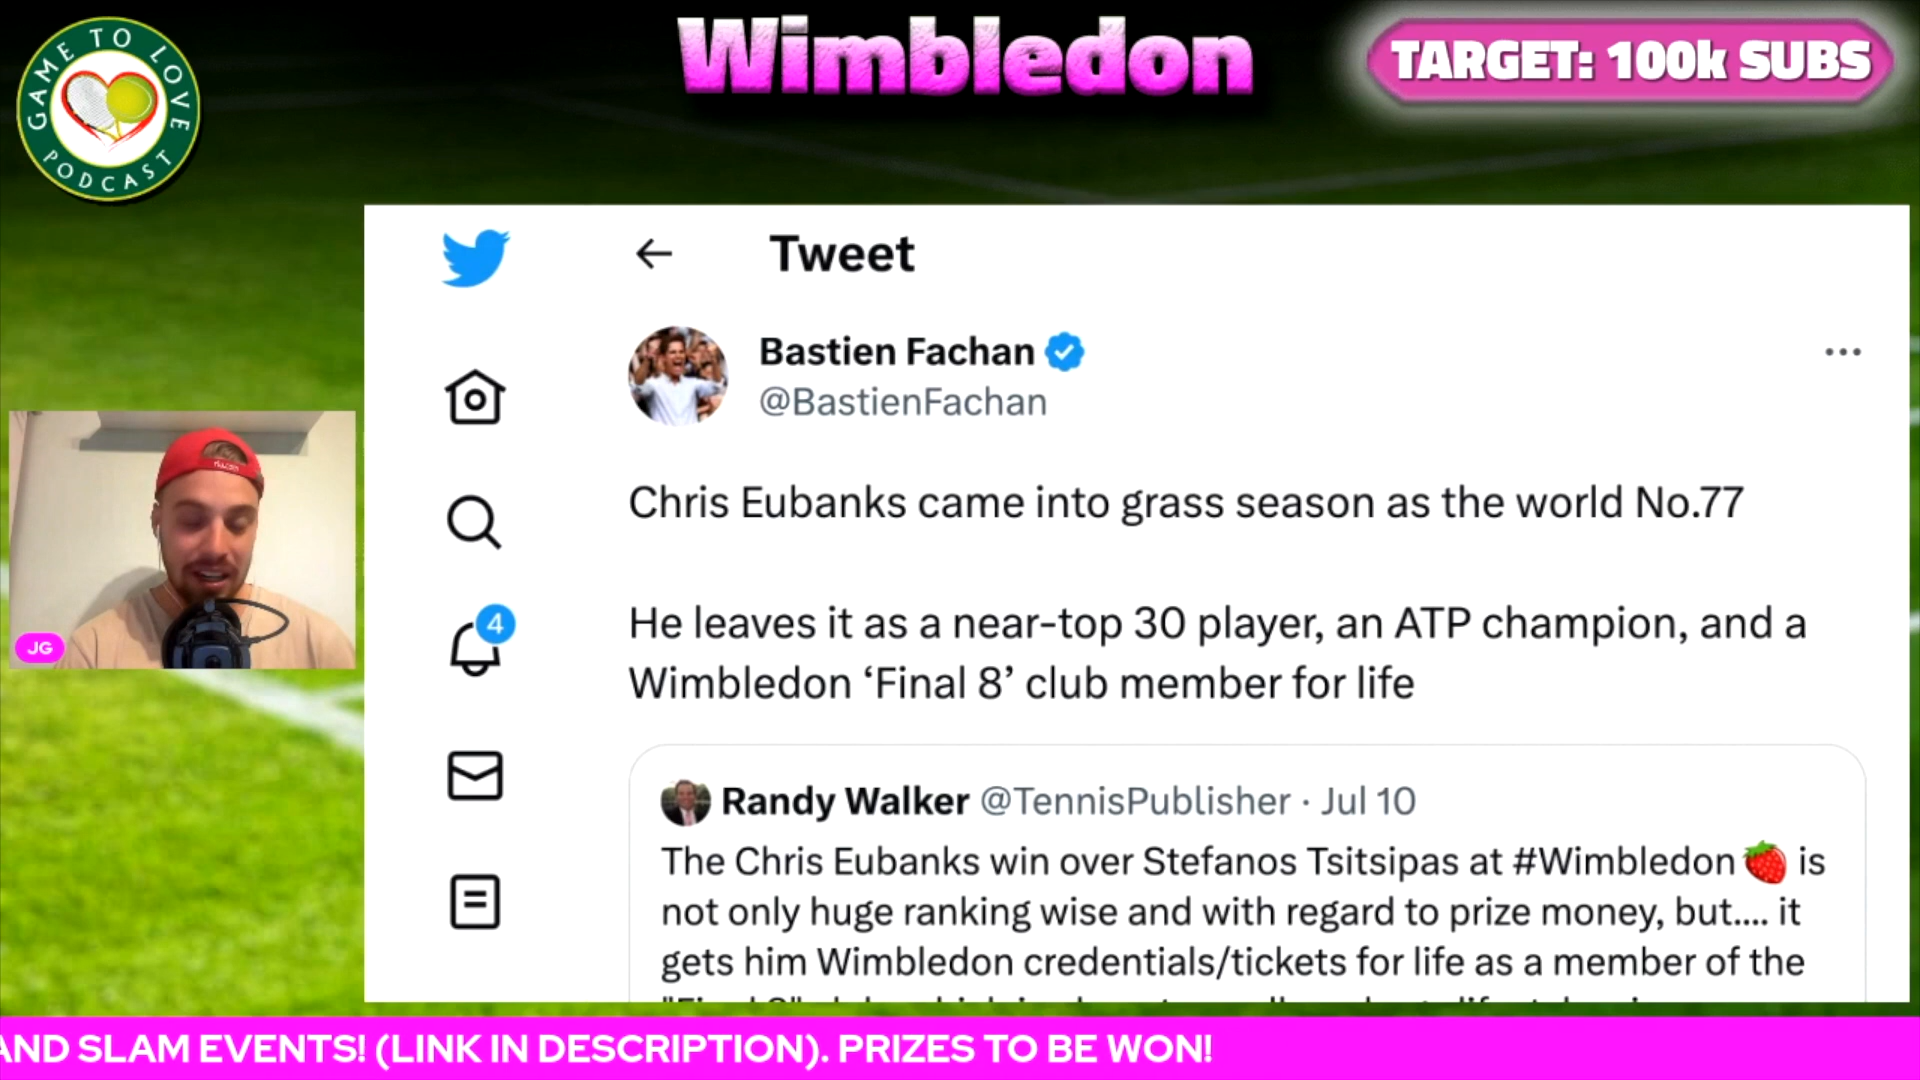 GAME TO LOVE PODCAST
Wimbledon
TARGET: 100k SUBS
Tweet
Bastien Fachan
@BastienFachan
Chris Eubanks came into grass season as the world No.77
He leaves it as a near-top 30 player, an ATP champion, and a
Wimbledon ‘Final 8’ club member for life
4
JG
Randy Walker @TennisPublisher · Jul 10
The Chris Eubanks win over Stefanos Tsitsipas at #Wimbledon🍓 is
not only huge ranking wise and with regard to prize money, but.... it
gets him Wimbledon credentials/tickets for life as a member of the
AND SLAM EVENTS! (LINK IN DESCRIPTION). PRIZES TO BE WON!